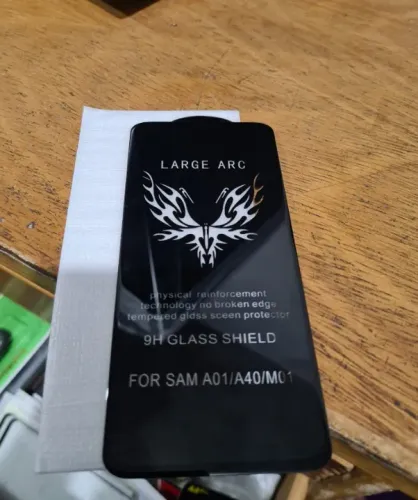 LARGE ARC
physical reinforcement
technology no broken edge
tempered glass sceen protector
9H GLASS SHIELD
FOR SAM A01/A40/M01